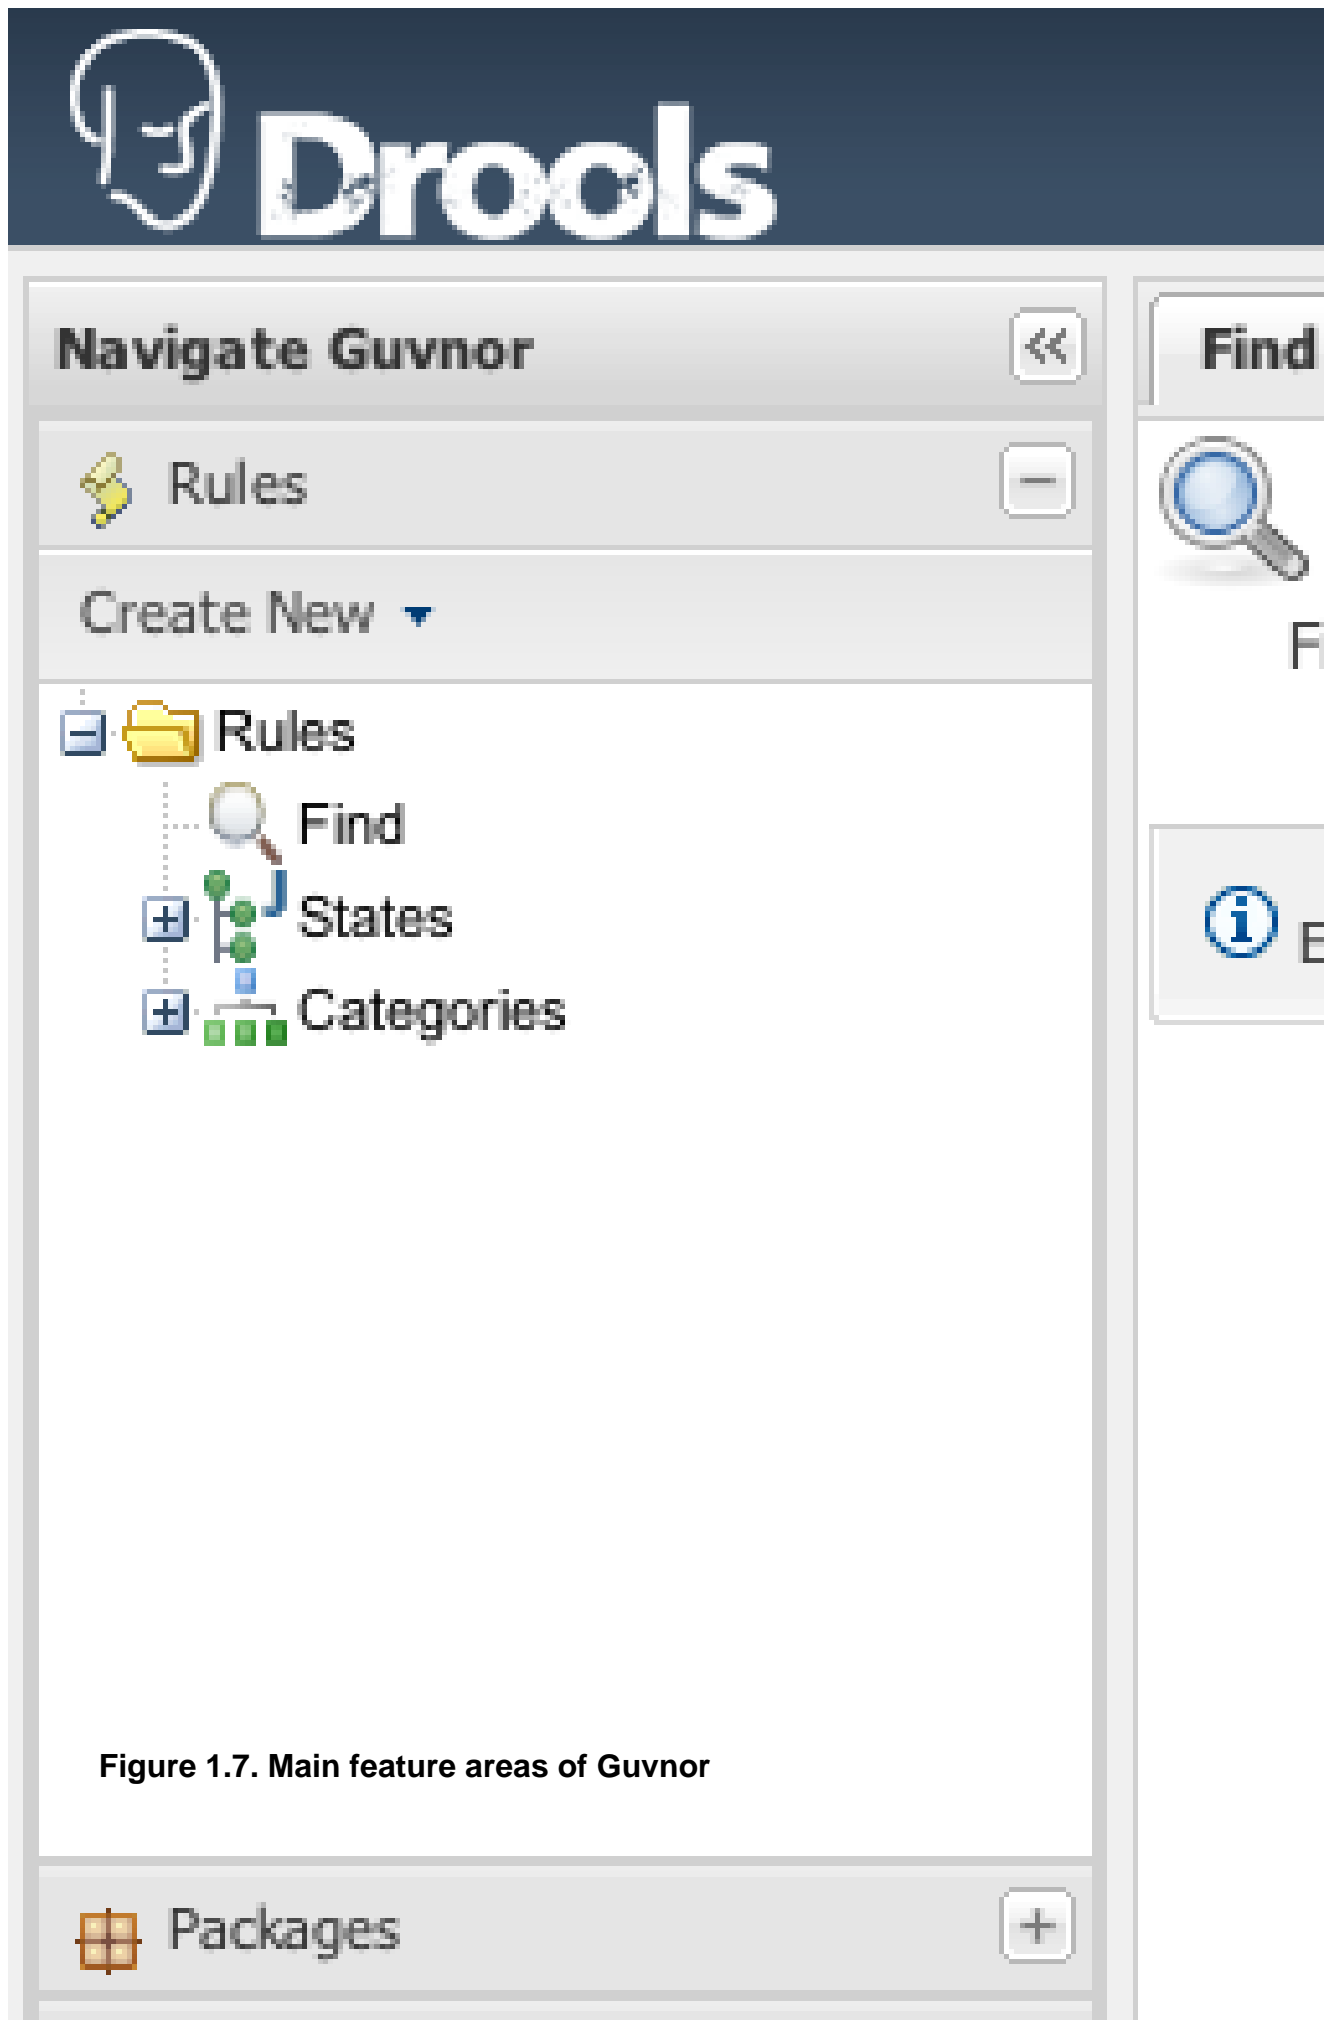 Drools
Navigate Guvnor
Rules
Create New
Rules
Find
States
Categories
Figure 1.7. Main feature areas of Guvnor
Packages
Find